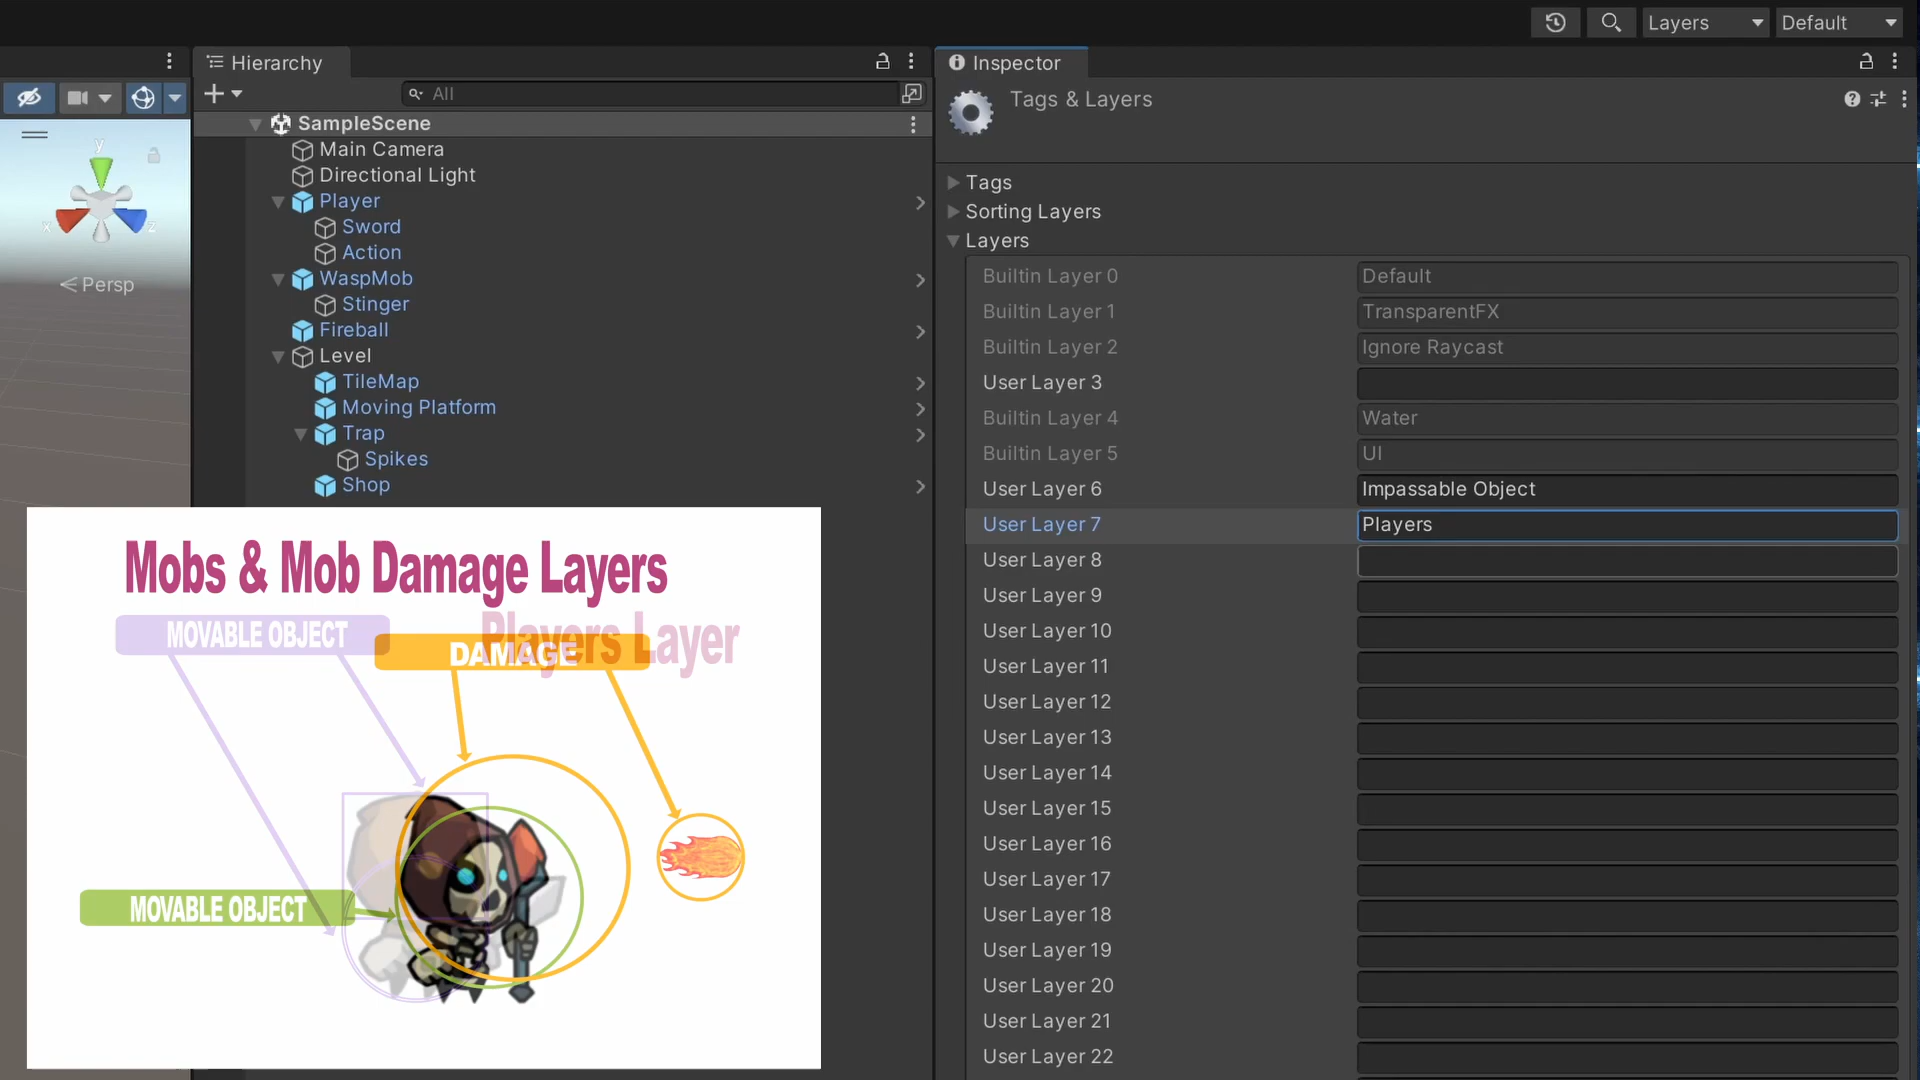 Layers
Default
Hierarchy
All
SampleScene
Main Camera
Directional Light
Player
Sword
Action
WaspMob
Stinger
Fireball
Level
TileMap
Moving Platform
Trap
Spikes
Shop
y
x
z
Persp
Inspector
Tags & Layers
Tags
Sorting Layers
Layers
Builtin Layer 0 Default
Builtin Layer 1 TransparentFX
Builtin Layer 2 Ignore Raycast
User Layer 3
Builtin Layer 4 Water
Builtin Layer 5 UI
User Layer 6 Impassable Object
User Layer 7 Players
User Layer 8
User Layer 9
User Layer 10
User Layer 11
User Layer 12
User Layer 13
User Layer 14
User Layer 15
User Layer 16
User Layer 17
User Layer 18
User Layer 19
User Layer 20
User Layer 21
User Layer 22
Mobs & Mob Damage Layers
Players Layer
MOVABLE OBJECT
DAMAGE
MOVABLE OBJECT